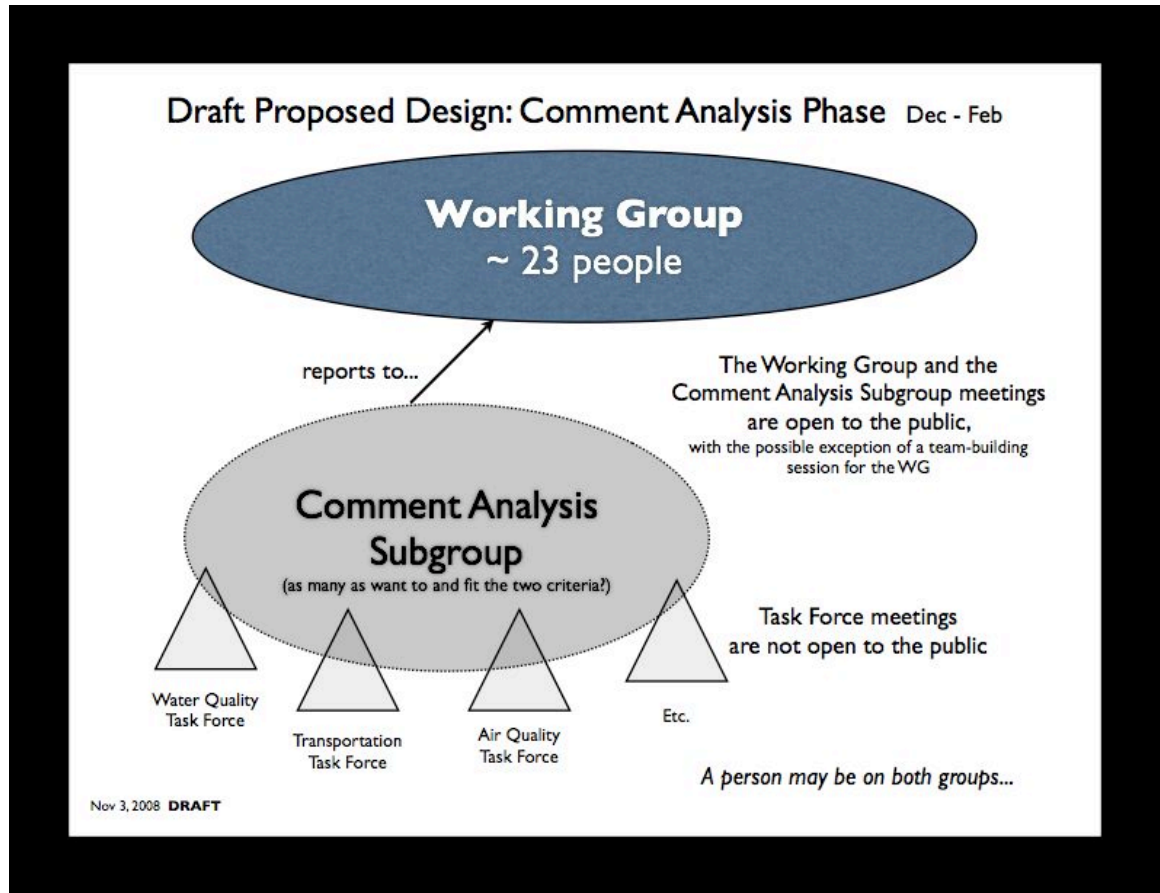 Draft Proposed Design: Comment Analysis Phase Dec - Feb
Working Group
~ 23 people
reports to...
The Working Group and the
Comment Analysis Subgroup meetings
are open to the public,
with the possible exception of a team-building
session for the WG
Comment Analysis
Subgroup
(as many as want to and fit the two criteria?)
Task Force meetings
are not open to the public
Water Quality
Task Force
Transportation
Task Force
Air Quality
Task Force
Etc.
A person may be on both groups...
Nov 3, 2008 DRAFT